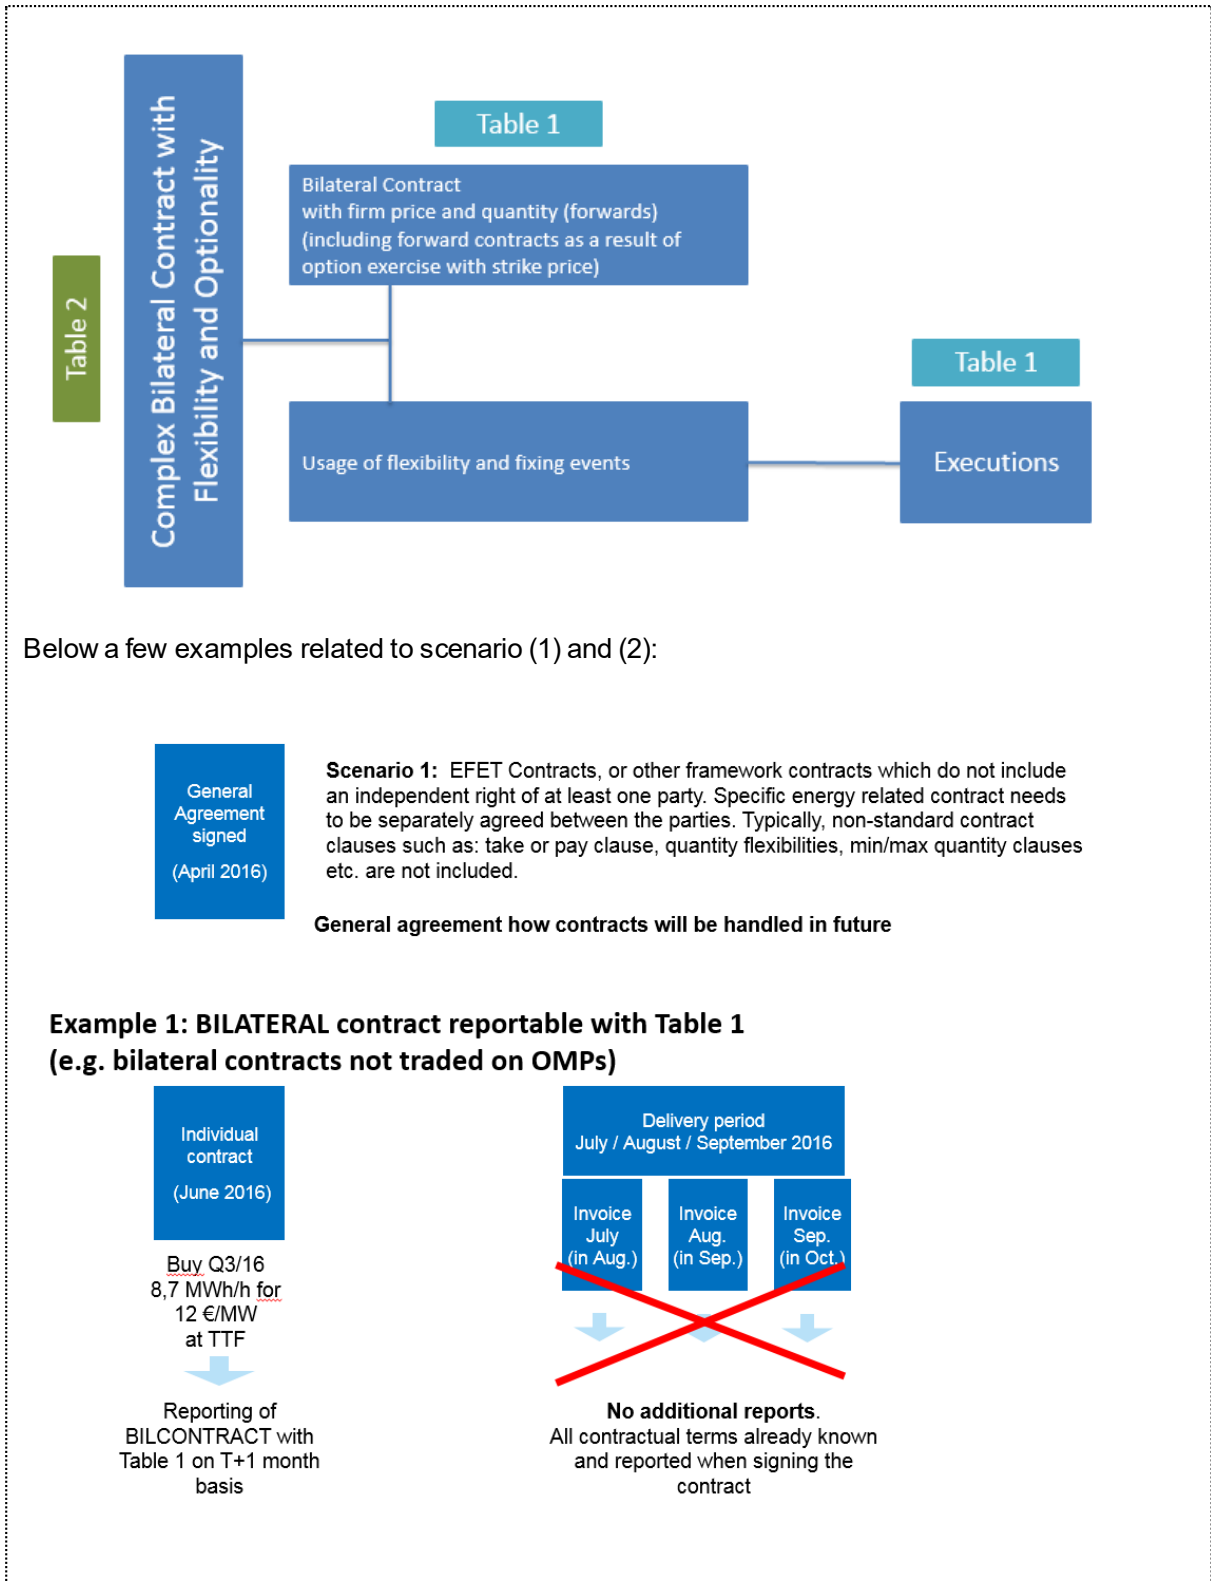 Table 2
Complex Bilateral Contract with
Flexibility and Optionality
Table 1
Bilateral Contract
with firm price and quantity (forwards)
(including forward contracts as a result of
option exercise with strike price)
Usage of flexibility and fixing events
Table 1
Executions
Below a few examples related to scenario (1) and (2):
General
Agreement
signed
(April 2016)
Scenario 1: EFET Contracts, or other framework contracts which do not include
an independent right of at least one party. Specific energy related contract needs
to be separately agreed between the parties. Typically, non-standard contract
clauses such as: take or pay clause, quantity flexibilities, min/max quantity clauses
etc. are not included.
General agreement how contracts will be handled in future
Example 1: BILATERAL contract reportable with Table 1
(e.g. bilateral contracts not traded on OMPs)
Individual
contract
(June 2016)
Buy Q3/16
8,7 MWh/h for
12 €/MW
at TTF
Reporting of
BILCONTRACT with
Table 1 on T+1 month
basis
Delivery period
July / August / September 2016
Invoice
July
(in Aug.)
Invoice
Aug.
(in Sep.)
Invoice
Sep.
(in Oct.)
No additional reports.
All contractual terms already known
and reported when signing the
contract